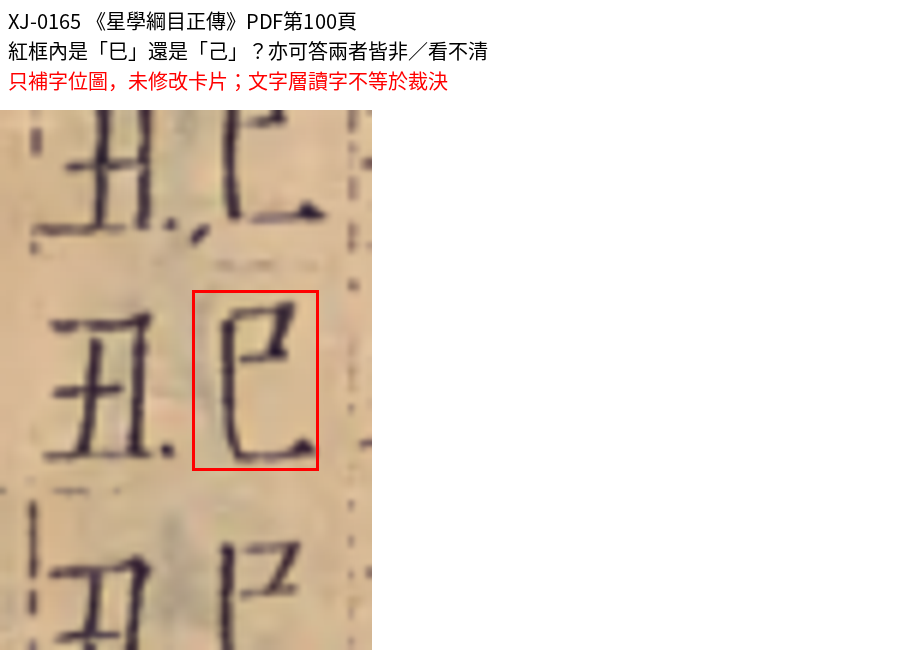 XJ-0165 《星學綱目正傳》PDF第100頁
紅框內是「巳」還是「己」？亦可答兩者皆非／看不清
只補字位圖，未修改卡片；文字層讀字不等於裁決
丑.,巳
丑.巳
丑 巳